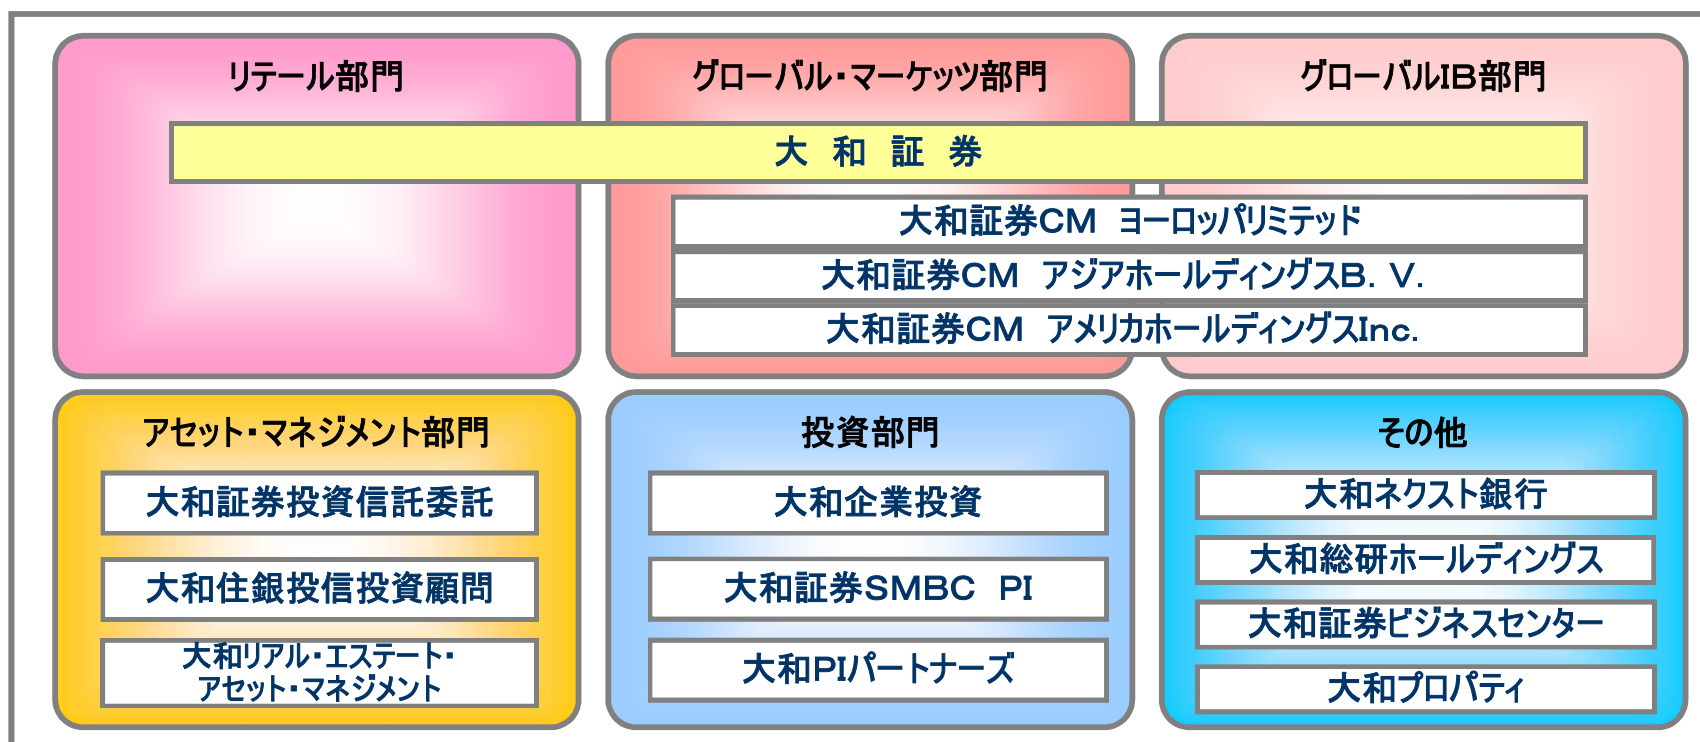 リテール部門
グローバル・マーケッツ部門
グローバルIB部門
大 和 証 券
大和証券CM ヨーロッパリミテッド
大和証券CM アジアホールディングスB. V.
大和証券CM アメリカホールディングスInc.
アセット・マネジメント部門
大和証券投資信託委託
大和住銀投信投資顧問
大和リアル・エステート・
アセット・マネジメント
投資部門
大和企業投資
大和証券SMBC PI
大和PIパートナーズ
その他
大和ネクスト銀行
大和総研ホールディングス
大和証券ビジネスセンター
大和プロパティ